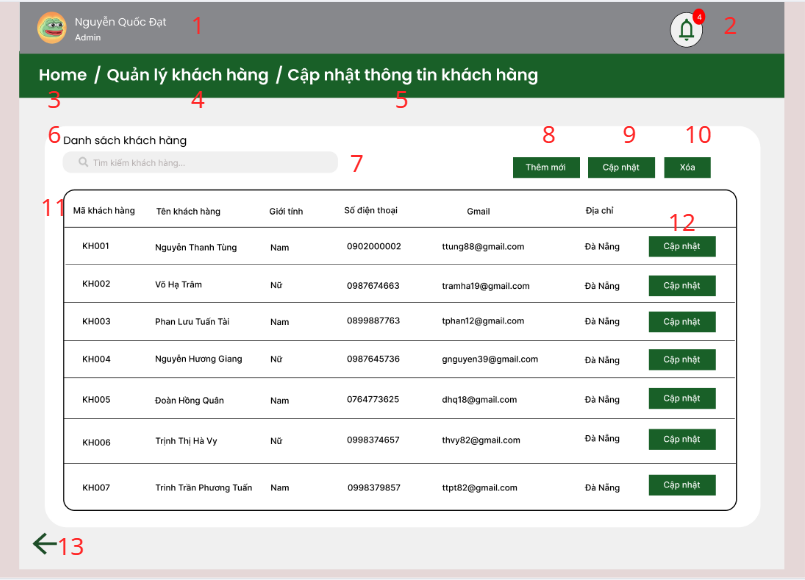 Nguyễn Quốc Đạt 1
Admin
4
2
Home / Quản lý khách hàng / Cập nhật thông tin khách hàng
3 4 5
6 Danh sách khách hàng
8 9 10
Tìm kiếm khách hàng... 7
Thêm mới Cập nhật Xóa
11 Mã khách hàng Tên khách hàng Giới tính Số điện thoại Gmail Địa chỉ
12
KH001 Nguyễn Thanh Tùng Nam 0902000002 ttung88@gmail.com Đà Nẵng Cập nhật
KH002 Võ Hạ Trâm Nữ 0987674663 tramha19@gmail.com Đà Nẵng Cập nhật
KH003 Phan Lưu Tuấn Tài Nam 0899887763 tphan12@gmail.com Đà Nẵng Cập nhật
KH004 Nguyễn Hương Giang Nữ 0987645736 gnguyen39@gmail.com Đà Nẵng Cập nhật
KH005 Đoàn Hồng Quân Nam 0764773625 dhq18@gmail.com Đà Nẵng Cập nhật
KH006 Trịnh Thị Hà Vy Nữ 0998374657 thvy82@gmail.com Đà Nẵng Cập nhật
KH007 Trinh Trần Phương Tuấn Nam 0998379857 ttpt82@gmail.com Đà Nẵng Cập nhật
13